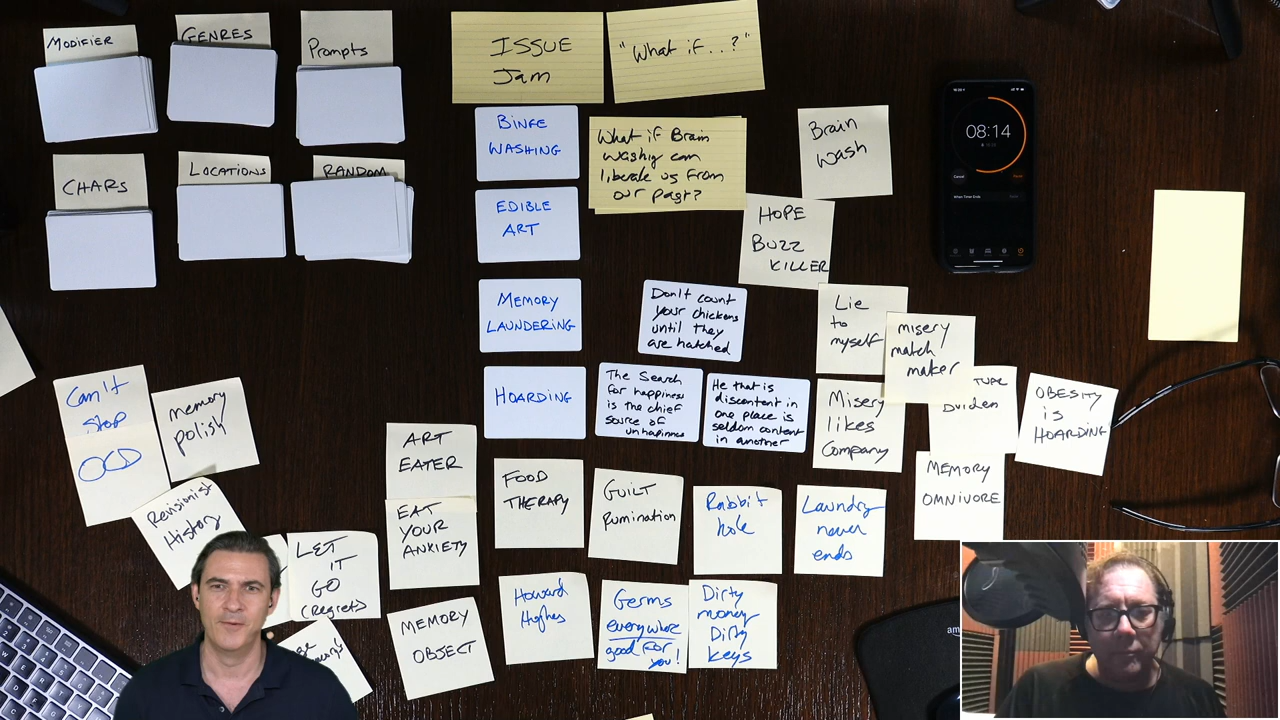 MODIFIER
GENRES
Prompts
CHARS
LOCATIONS
RANDOM
ISSUE
Jam
"What if..?"
BINGE
WASHING
EDIBLE
ART
MEMORY
LAUNDERING
HOARDING
What if Brain
washig can
liberate us from
our past?
Brain
wash
HOPE
BUZZ
KILLER
08:14
Cancel
When Timer Ends
Don't count
your chickens
until they
are hatched
The Search
for happiness
is the chief
source of
unhappiness
He that is
discontent in
one place is
seldom content
in another
Lie
to
myself
misery
match
maker
Misery
likes
Company
OBESITY
is
HOARDING
MEMORY
OMNIVORE
Can't
stop
OCD
Memory
polish
Revisionist
History
LET
IT
GO
(regrets)
ART
EATER
EAT
YOUR
ANXIETY
MEMORY
OBJECT
FOOD
THERAPY
GUILT
Rumination
Rabbit
hole
Laundry
never
ends
Howard
Hughes
Germs
everywhere
good for
you!
Dirty
money
Dirty
keys